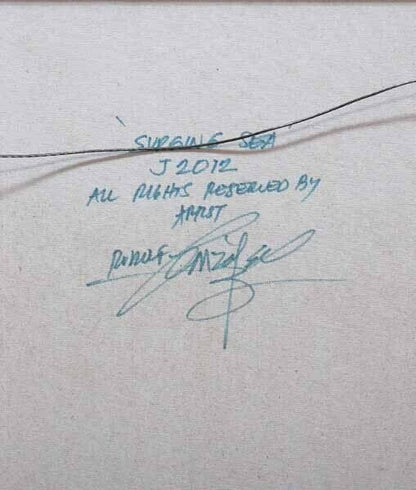 SURGING SEA
J 2012
ALL RIGHTS RESERVED BY
ARTIST